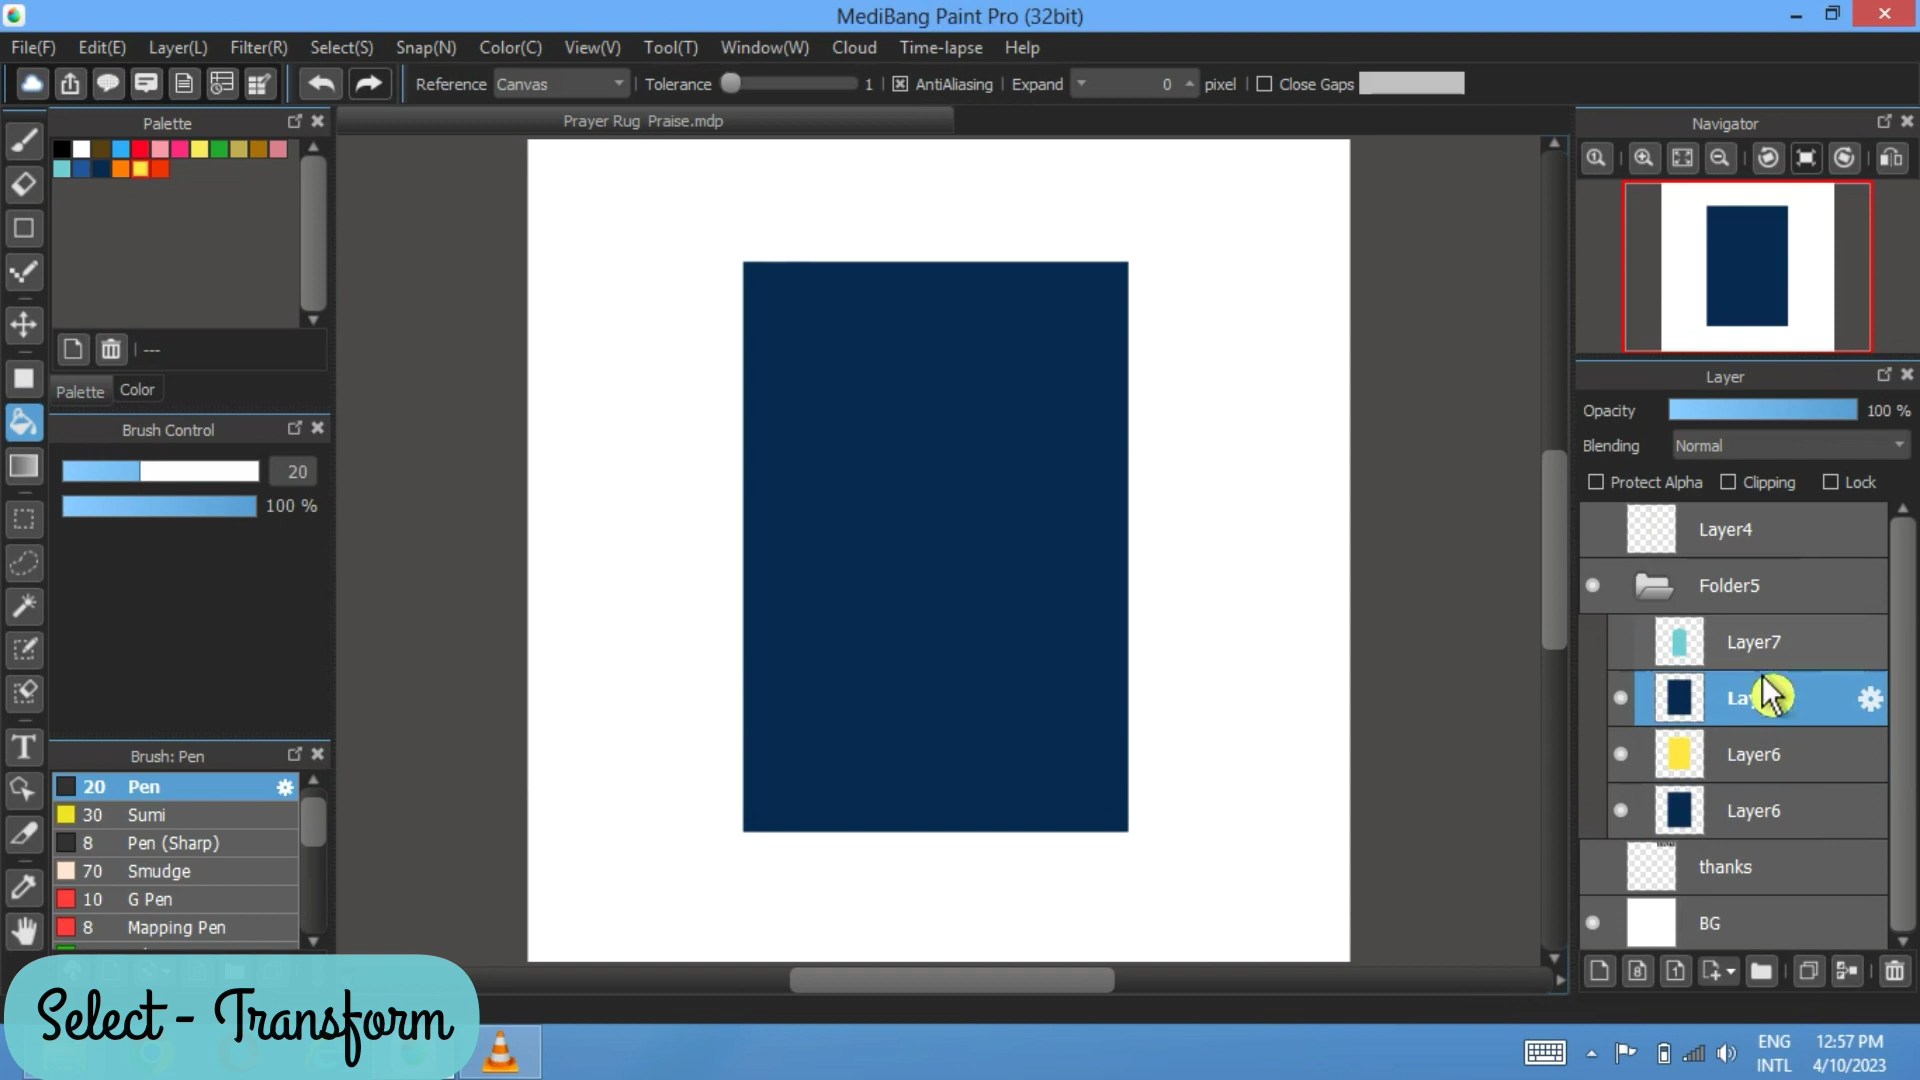 MediBang Paint Pro (32bit)
File(F) Edit(E) Layer(L) Filter(R) Select(S) Snap(N) Color(C) View(V) Tool(T) Window(W) Cloud Time-lapse Help
Reference Canvas Tolerance 1 AntiAliasing Expand 0 pixel Close Gaps
Palette
Prayer Rug Praise.mdp
Navigator
---
Palette Color
Layer
Opacity 100 %
Blending Normal
Protect Alpha Clipping Lock
Brush Control
20
100 %
Layer4
Folder5
Layer7
La
Layer6
Layer6
thanks
BG
Brush: Pen
20 Pen
30 Sumi
8 Pen (Sharp)
70 Smudge
10 G Pen
8 Mapping Pen
Select - Transform
ENG
INTL
12:57 PM
4/10/2023